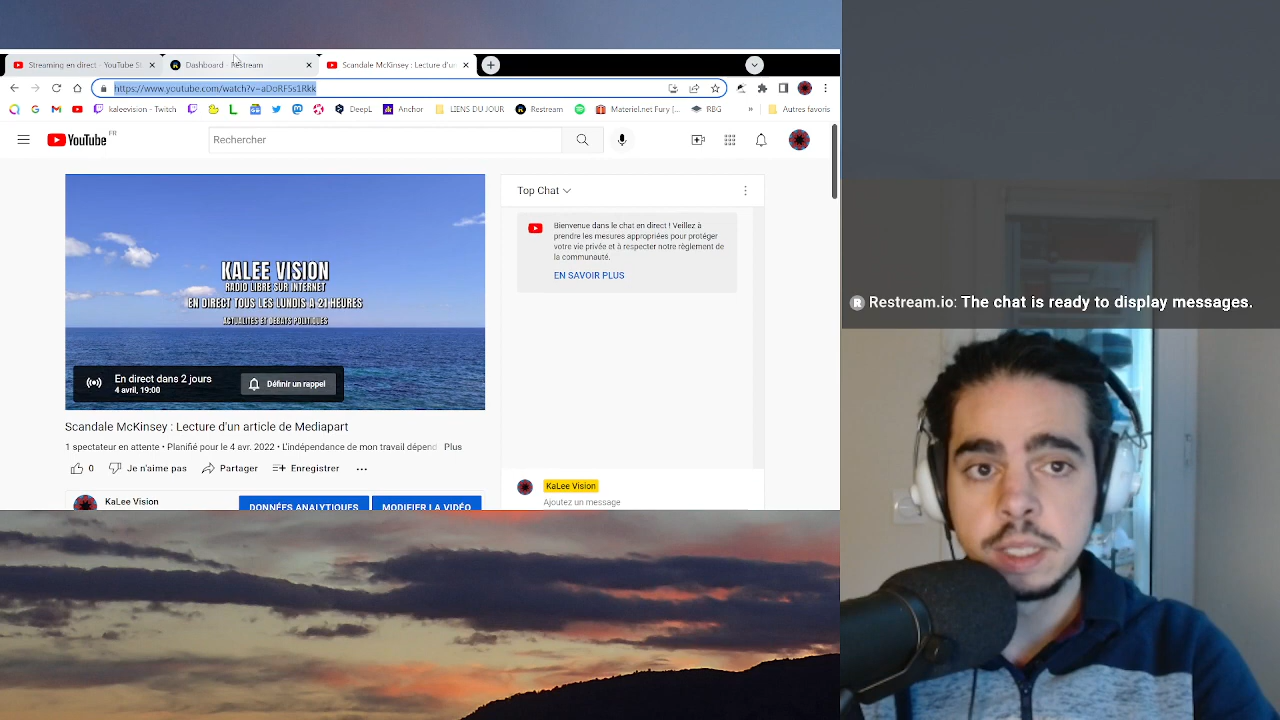 Streaming en direct - YouTube St
Dashboard - Restream
Scandale McKinsey : Lecture d'un
https://www.youtube.com/watch?v=aDoRF5s1Rkk
kaleevision - Twitch
DeepL
Anchor
LIENS DU JOUR
Restream
Materiel.net Fury [...
RBG
»
Autres favoris
YouTube FR
Rechercher
KALEE VISION
RADIO LIBRE SUR INTERNET
EN DIRECT TOUS LES LUNDIS A 21 HEURES
ACTUALITES ET DEBATS POLITIQUES
En direct dans 2 jours
4 avril, 19:00
Définir un rappel
Scandale McKinsey : Lecture d'un article de Mediapart
1 spectateur en attente • Planifié pour le 4 avr. 2022 • L'indépendance de mon travail dépend
Plus
0
Je n'aime pas
Partager
Enregistrer
KaLee Vision
DONNÉES ANALYTIQUES
MODIFIER LA VIDÉO
Top Chat
Bienvenue dans le chat en direct ! Veillez à
prendre les mesures appropriées pour protéger
votre vie privée et à respecter notre règlement de
la communauté.
EN SAVOIR PLUS
KaLee Vision
Ajoutez un message
R Restream.io: The chat is ready to display messages.